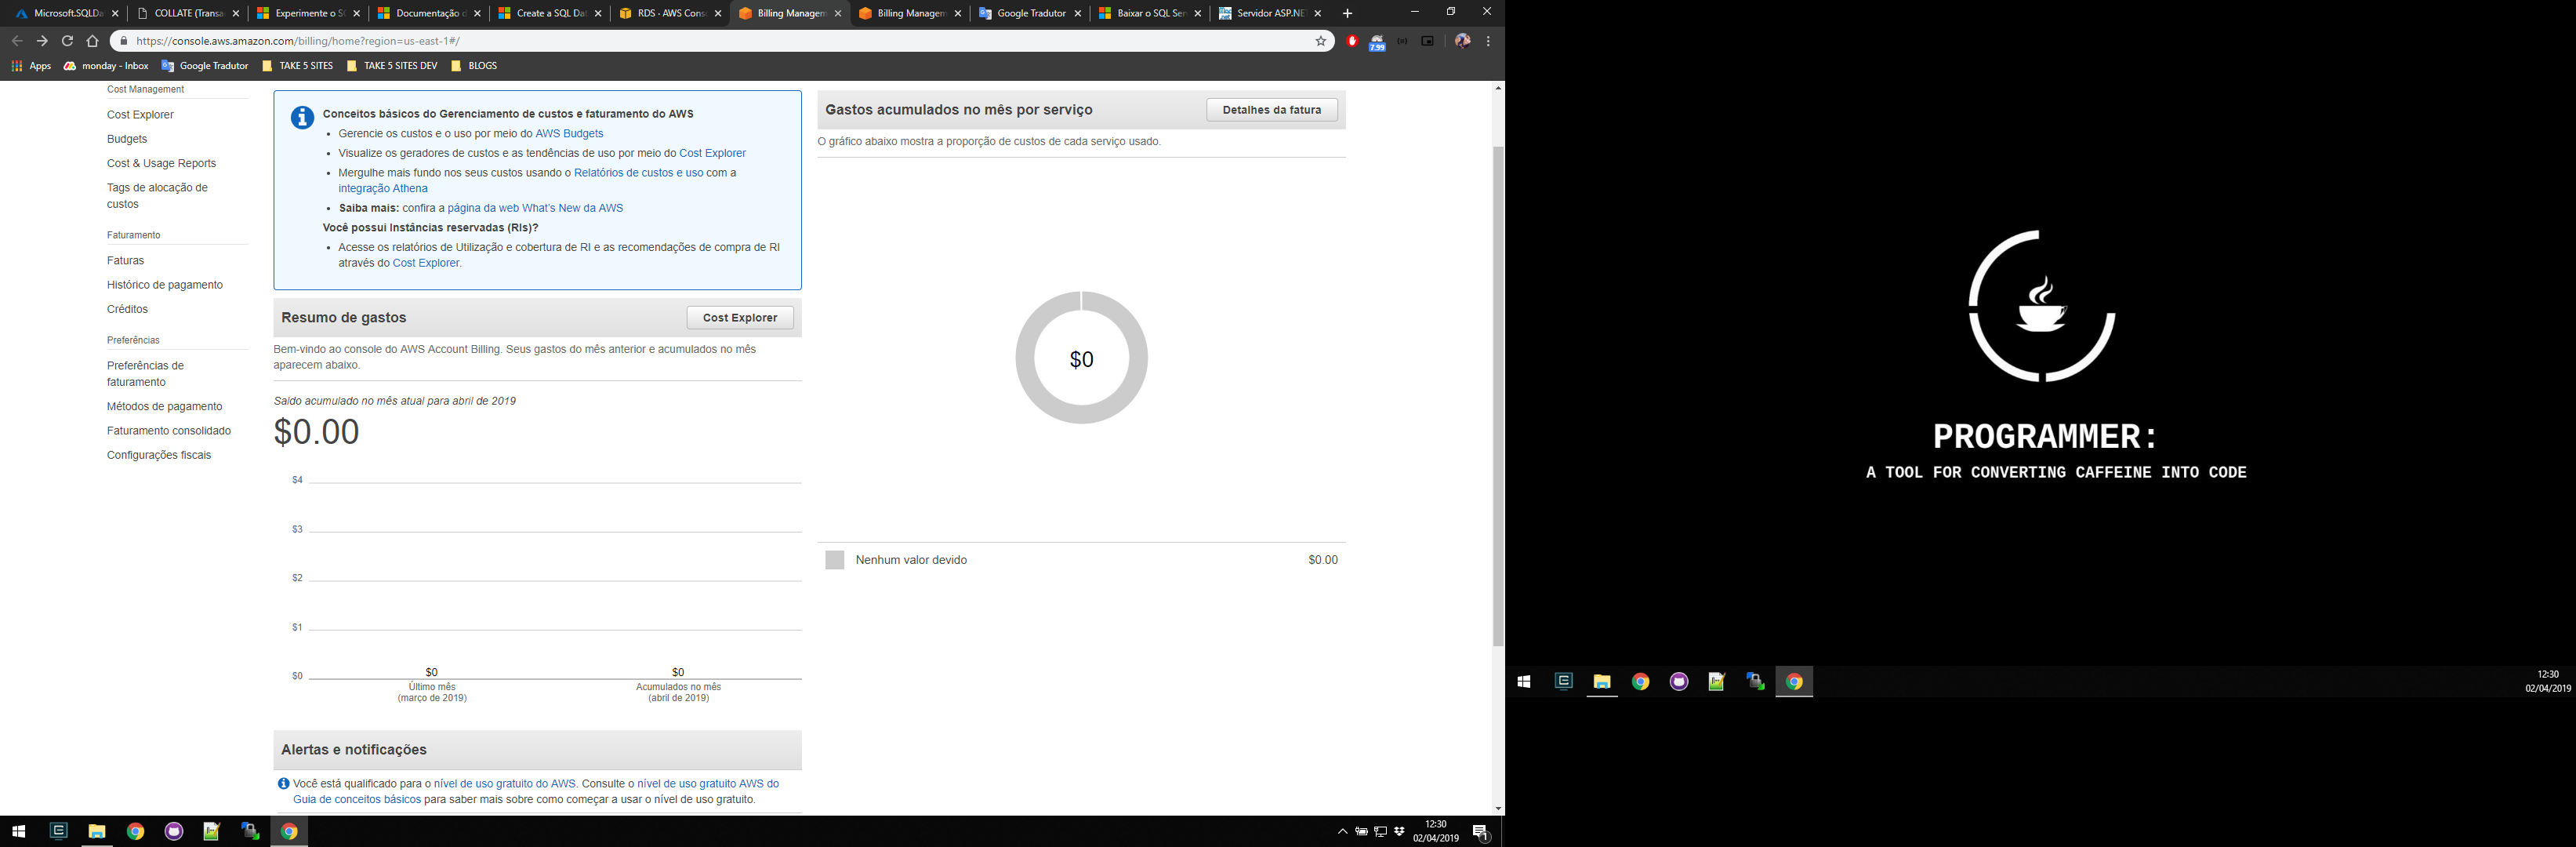 Microsoft.SQLDa
COLLATE (Transa
Experimente o S
Documentação d
Create a SQL Dat
RDS · AWS Cons
Billing Managem
Billing Managem
Google Tradutor
Baixar o SQL Ser
Servidor ASP.NE
https://console.aws.amazon.com/billing/home?region=us-east-1#/
7.99
Apps
monday - Inbox
Google Tradutor
TAKE 5 SITES
TAKE 5 SITES DEV
BLOGS
Cost Management
Cost Explorer
Budgets
Cost & Usage Reports
Tags de alocação de
custos
Faturamento
Faturas
Histórico de pagamento
Créditos
Preferências
Preferências de
faturamento
Métodos de pagamento
Faturamento consolidado
Configurações fiscais
Conceitos básicos do Gerenciamento de custos e faturamento do AWS
• Gerencie os custos e o uso por meio do AWS Budgets
• Visualize os geradores de custos e as tendências de uso por meio do Cost Explorer
• Mergulhe mais fundo nos seus custos usando o Relatórios de custos e uso com a
integração Athena
• Saiba mais: confira a página da web What's New da AWS
Você possui Instâncias reservadas (RIs)?
• Acesse os relatórios de Utilização e cobertura de RI e as recomendações de compra de RI
através do Cost Explorer.
Resumo de gastos
Cost Explorer
Bem-vindo ao console do AWS Account Billing. Seus gastos do mês anterior e acumulados no mês
aparecem abaixo.
Saldo acumulado no mês atual para abril de 2019
$0.00
$4
$3
$2
$1
$0
$0
$0
Último mês
(março de 2019)
Acumulados no mês
(abril de 2019)
Alertas e notificações
Você está qualificado para o nível de uso gratuito do AWS. Consulte o nível de uso gratuito AWS do
Guia de conceitos básicos para saber mais sobre como começar a usar o nível de uso gratuito.
Gastos acumulados no mês por serviço
Detalhes da fatura
O gráfico abaixo mostra a proporção de custos de cada serviço usado.
$0
Nenhum valor devido
$0.00
12:30
02/04/2019
1
PROGRAMMER:
A TOOL FOR CONVERTING CAFFEINE INTO CODE
12:30
02/04/2019